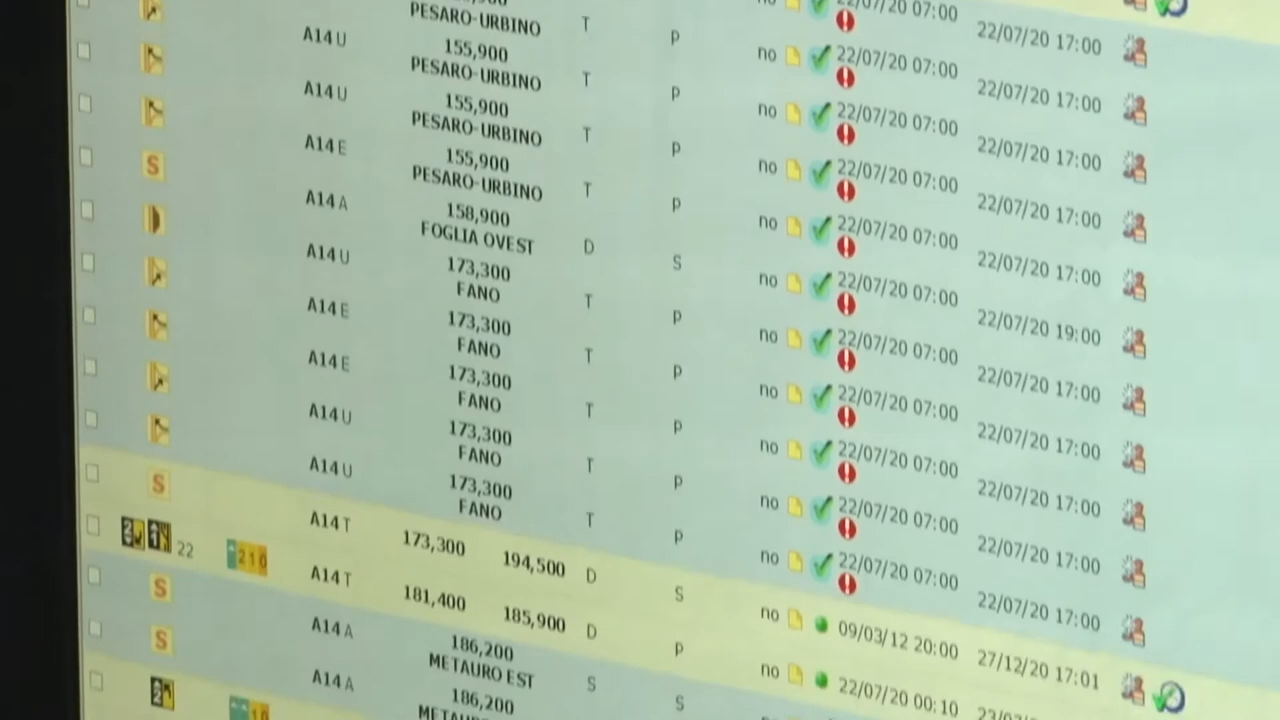 PESARO-URBINO T P no 22/07/20 07:00 22/07/20 17:00
A14 U 155,900
PESARO-URBINO T P no 22/07/20 07:00 22/07/20 17:00
A14 U 155,900
PESARO-URBINO T P no 22/07/20 07:00 22/07/20 17:00
S A14 E 155,900
PESARO-URBINO T P no 22/07/20 07:00 22/07/20 17:00
A14 A 158,900
FOGLIA OVEST D S no 22/07/20 07:00 22/07/20 17:00
A14 U 173,300
FANO T P no 22/07/20 07:00 22/07/20 19:00
A14 E 173,300
FANO T P no 22/07/20 07:00 22/07/20 17:00
A14 E 173,300
FANO T P no 22/07/20 07:00 22/07/20 17:00
A14 U 173,300
FANO T P no 22/07/20 07:00 22/07/20 17:00
S A14 U 173,300
FANO T P no 22/07/20 07:00 22/07/20 17:00
22 210 A14 T 173,300 194,500 D S no 09/03/12 20:00 22/07/20 17:00
S A14 T 181,400 185,900 D P no 22/07/20 00:10 27/12/20 17:01
S A14 A 186,200
METAURO EST S S
A14 A 186,200